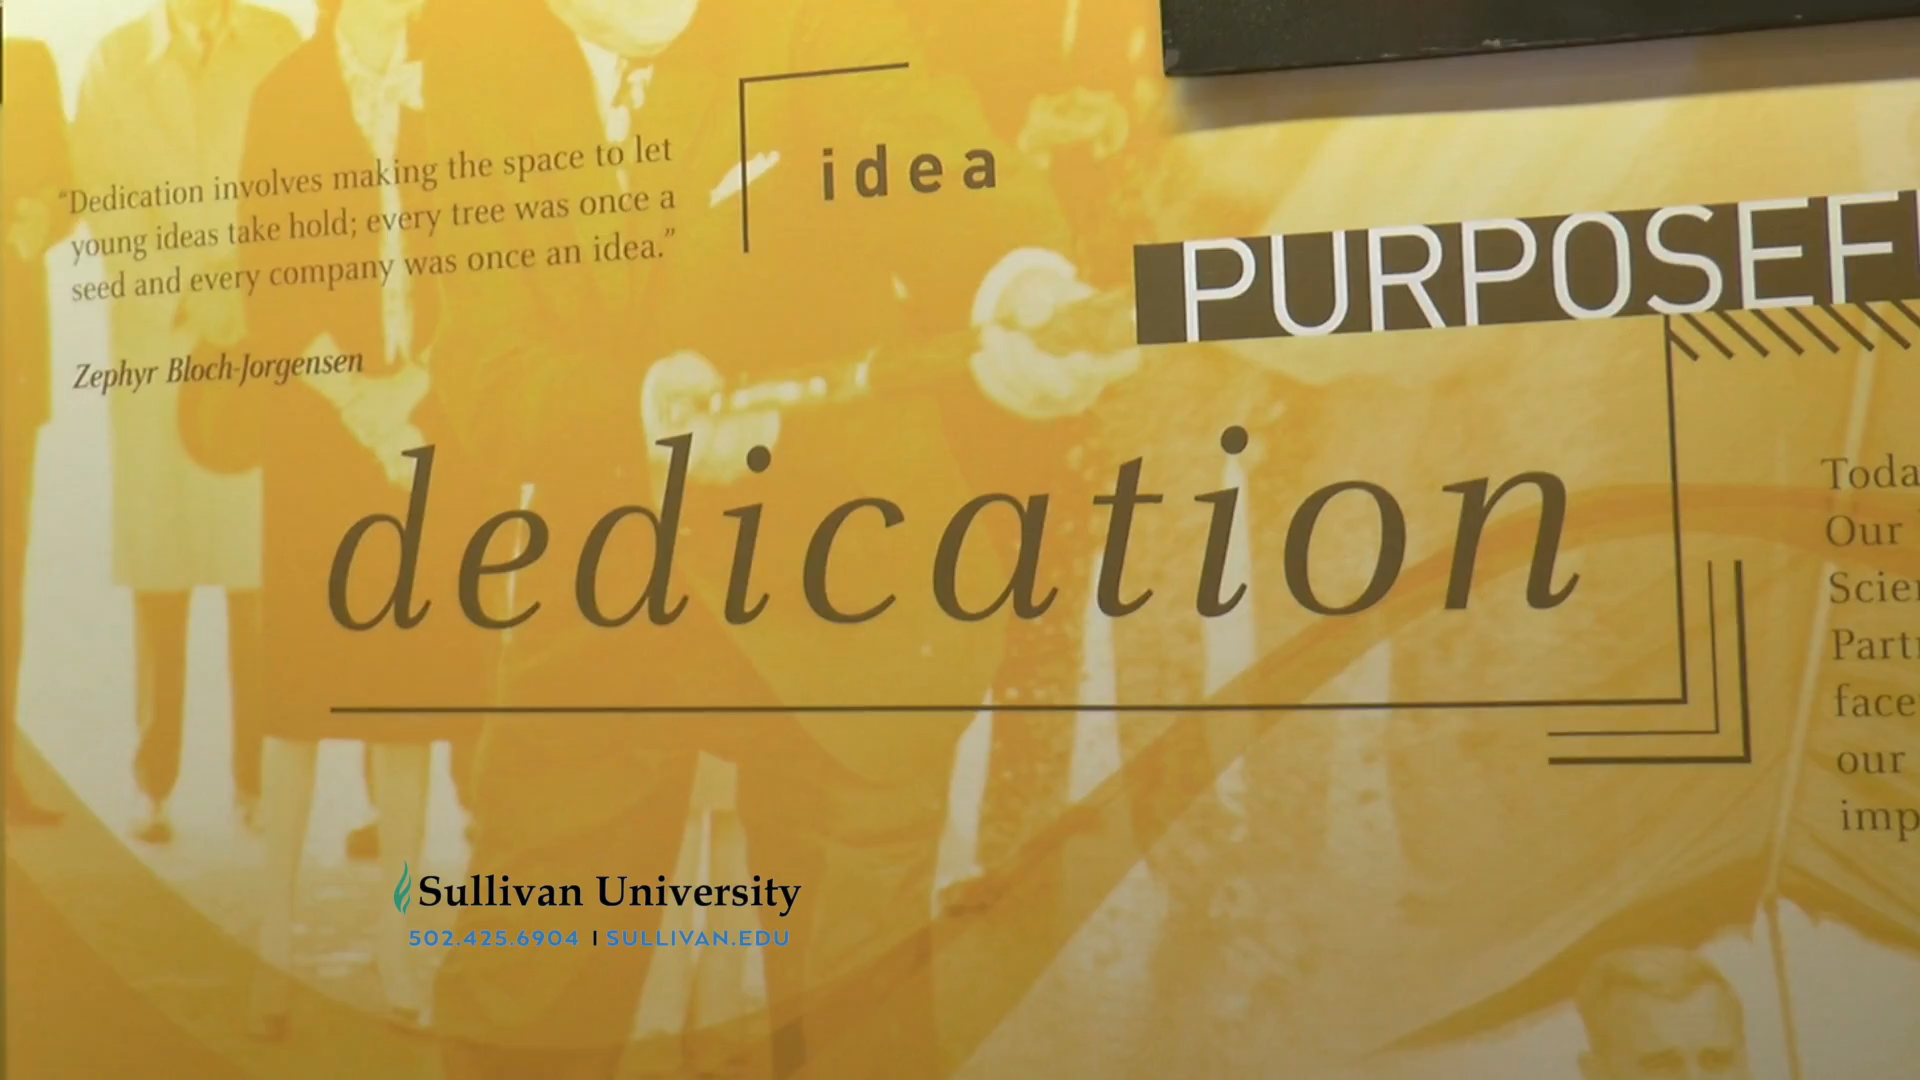 “Dedication involves making the space to let
young ideas take hold; every tree was once a
seed and every company was once an idea.”
Zephyr Bloch-Jorgensen
idea
PURPOSEF
dedication
Toda
Our
Scien
Partn
face
our
imp
Sullivan University
502.425.6904 | SULLIVAN.EDU